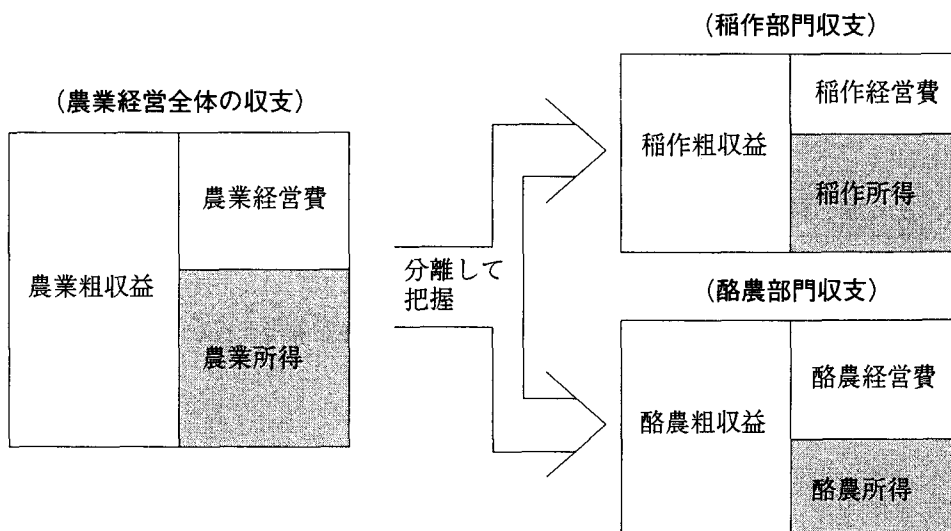 （農業経営全体の収支）
農業粗収益
農業経営費
農業所得
分離して
把握
（稲作部門収支）
稲作粗収益
稲作経営費
稲作所得
（酪農部門収支）
酪農粗収益
酪農経営費
酪農所得